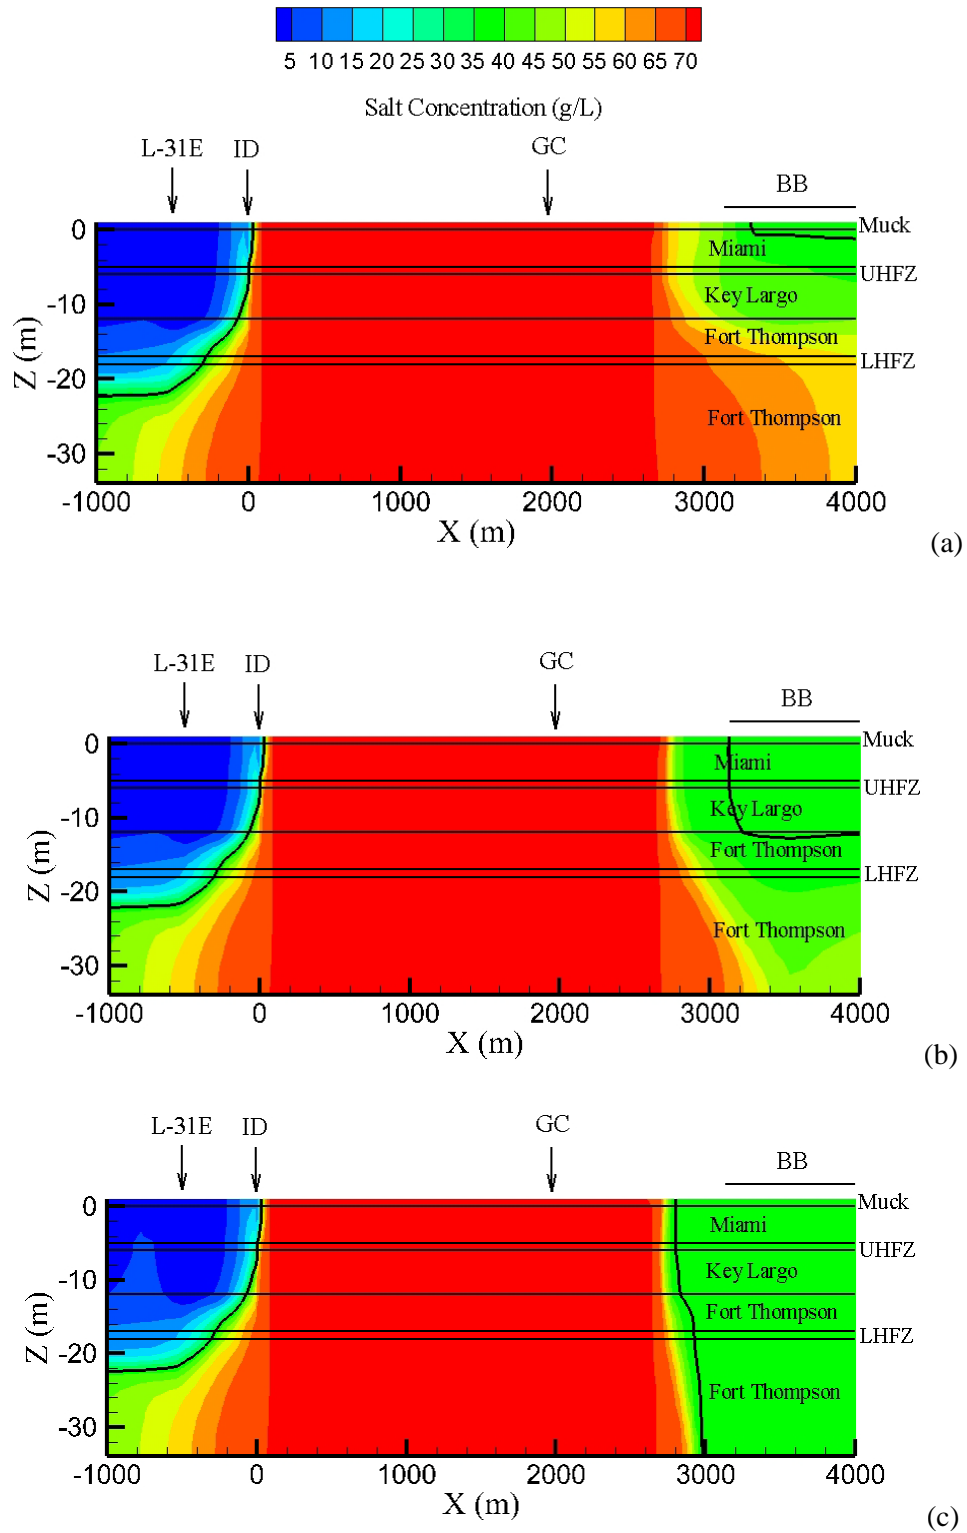 5 10 15 20 25 30 35 40 45 50 55 60 65 70
Salt Concentration (g/L)
L-31E ID GC BB
0 Muck
Miami
UHFZ
-10 Key Largo
Fort Thompson
LHFZ
-20
Fort Thompson
-30
Z (m)
-1000 0 1000 2000 3000 4000
X (m)
(a)
L-31E ID GC BB
0 Muck
Miami
UHFZ
-10 Key Largo
Fort Thompson
LHFZ
-20
Fort Thompson
-30
Z (m)
-1000 0 1000 2000 3000 4000
X (m)
(b)
L-31E ID GC BB
0 Muck
Miami
UHFZ
-10 Key Largo
Fort Thompson
LHFZ
-20
Fort Thompson
-30
Z (m)
-1000 0 1000 2000 3000 4000
X (m)
(c)